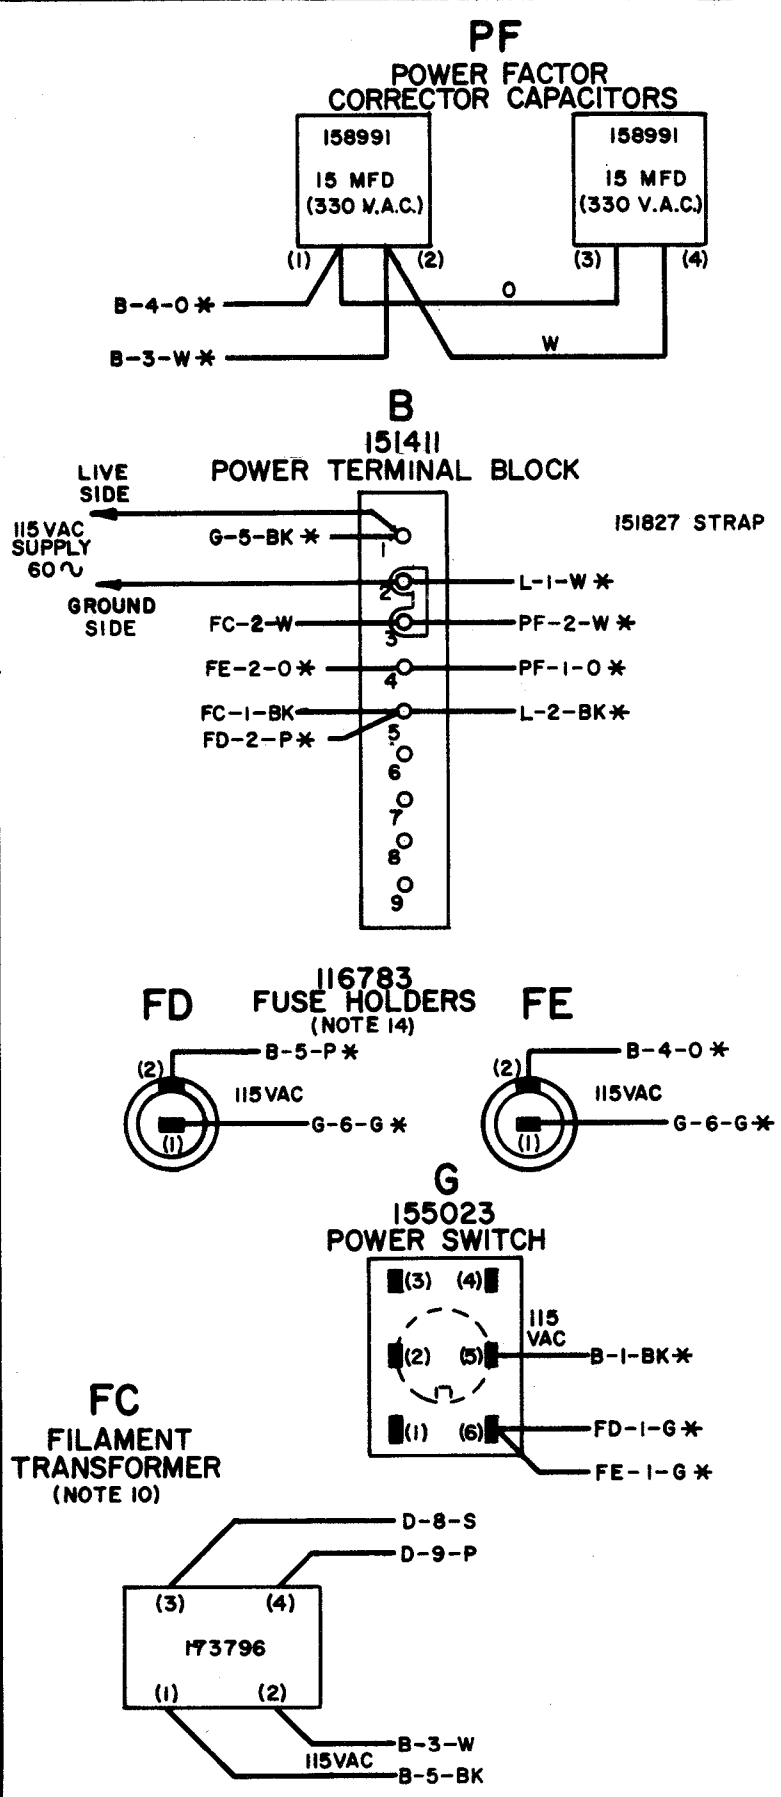 PF
POWER FACTOR
CORRECTOR CAPACITORS
158991
15 MFD
(330 V.A.C.)
158991
15 MFD
(330 V.A.C.)
(1)
(2)
(3)
(4)
O
B-4-O*
W
B-3-W*
B
151411
POWER TERMINAL BLOCK
LIVE
SIDE
151827 STRAP
115 VAC
SUPPLY
60~
G-5-BK*
1
L-1-W*
2
GROUND
SIDE
FC-2-W
PF-2-W*
3
FE-2-O*
PF-1-O*
4
FC-1-BK
L-2-BK*
5
FD-2-P*
6
7
8
9
116783
FUSE HOLDERS
(NOTE 14)
FD
FE
B-5-P*
(2)
115VAC
(1)
G-6-G*
B-4-O*
(2)
115VAC
(1)
G-6-G*
G
155023
POWER SWITCH
(3) (4)
115
VAC
(2) (5)
B-1-BK*
(1) (6)
FD-1-G*
FE-1-G*
FC
FILAMENT
TRANSFORMER
(NOTE 10)
D-8-S
D-9-P
(3) (4)
173796
(1) (2)
B-3-W
115VAC
B-5-BK